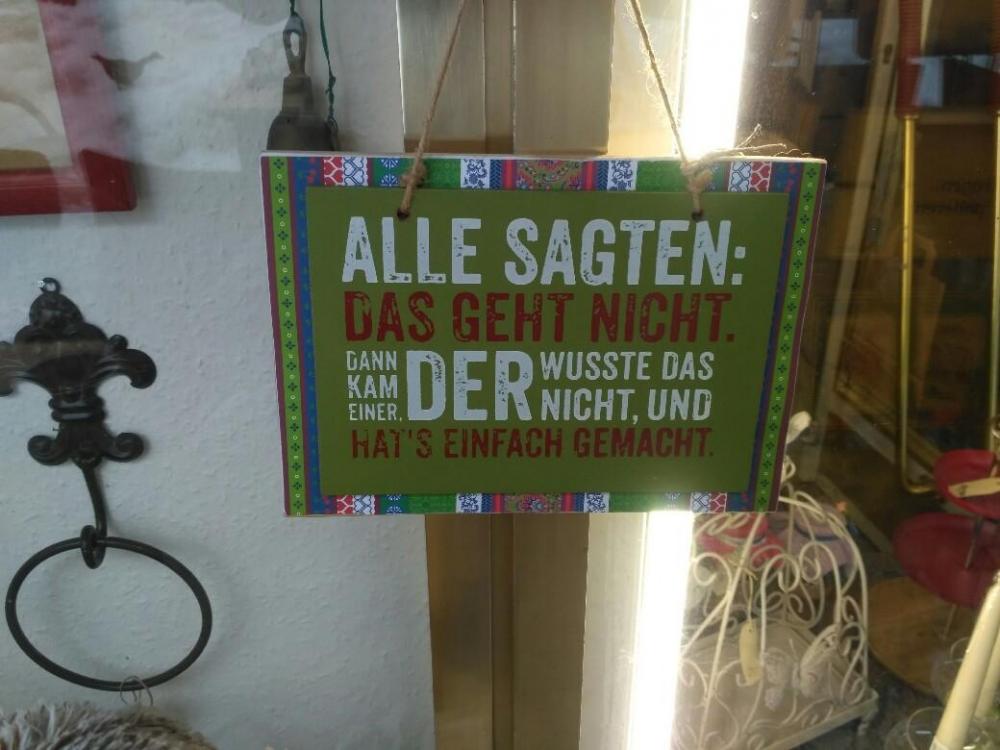 ALLE SAGTEN:
DAS GEHT NICHT.
DANN
KAM
EINER,
DER
WUSSTE DAS
NICHT, UND
HAT'S EINFACH GEMACHT.